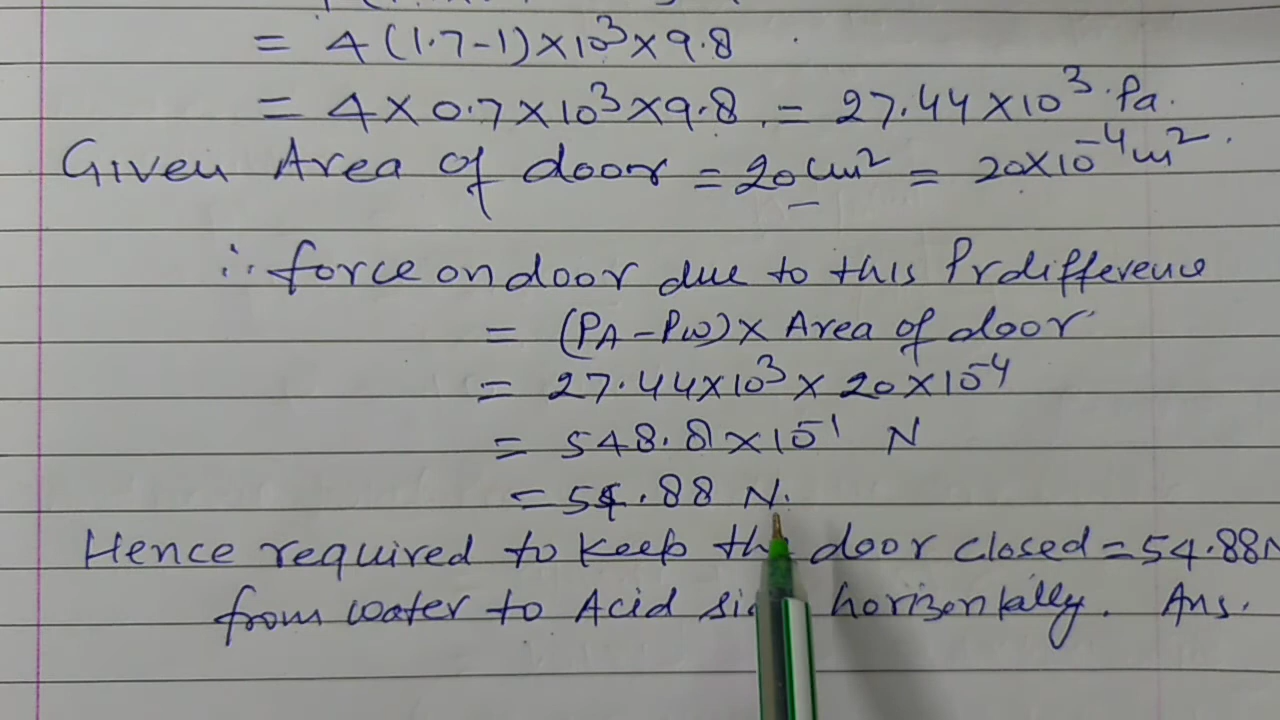 = 4 (1.7-1)×10³×9.8
= 4 × 0.7×10³×9.8 = 27.44×10³ Pa.
Given Area of door = 20 cm² = 20×10⁻⁴ m².
∴ force on door due to this Prdifference
= (PA - Pw) × Area of door
= 27.44×10³ × 20×10⁻⁴
= 548.8×10⁻¹ N
= 54.88 N.
Hence required to keep the door closed = 54.88N
from water to Acid horizontally. Ans.